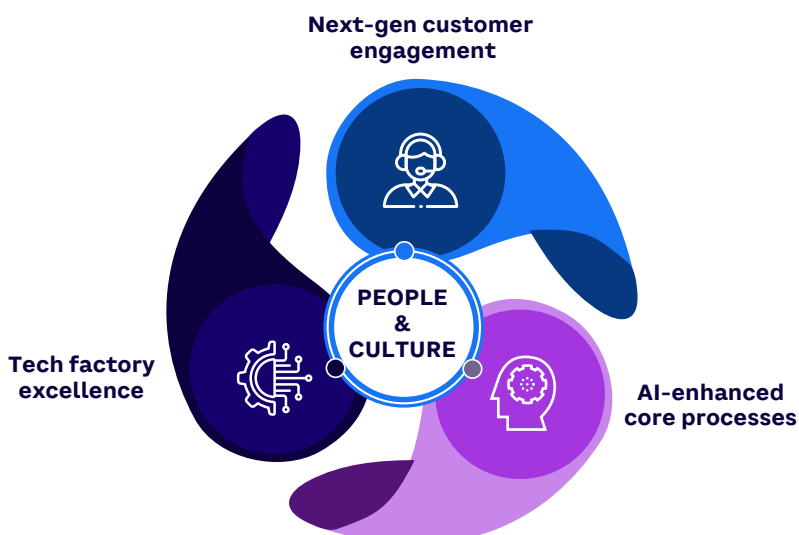 Next-gen customer
engagement
PEOPLE
&
CULTURE
Tech factory
excellence
AI-enhanced
core processes